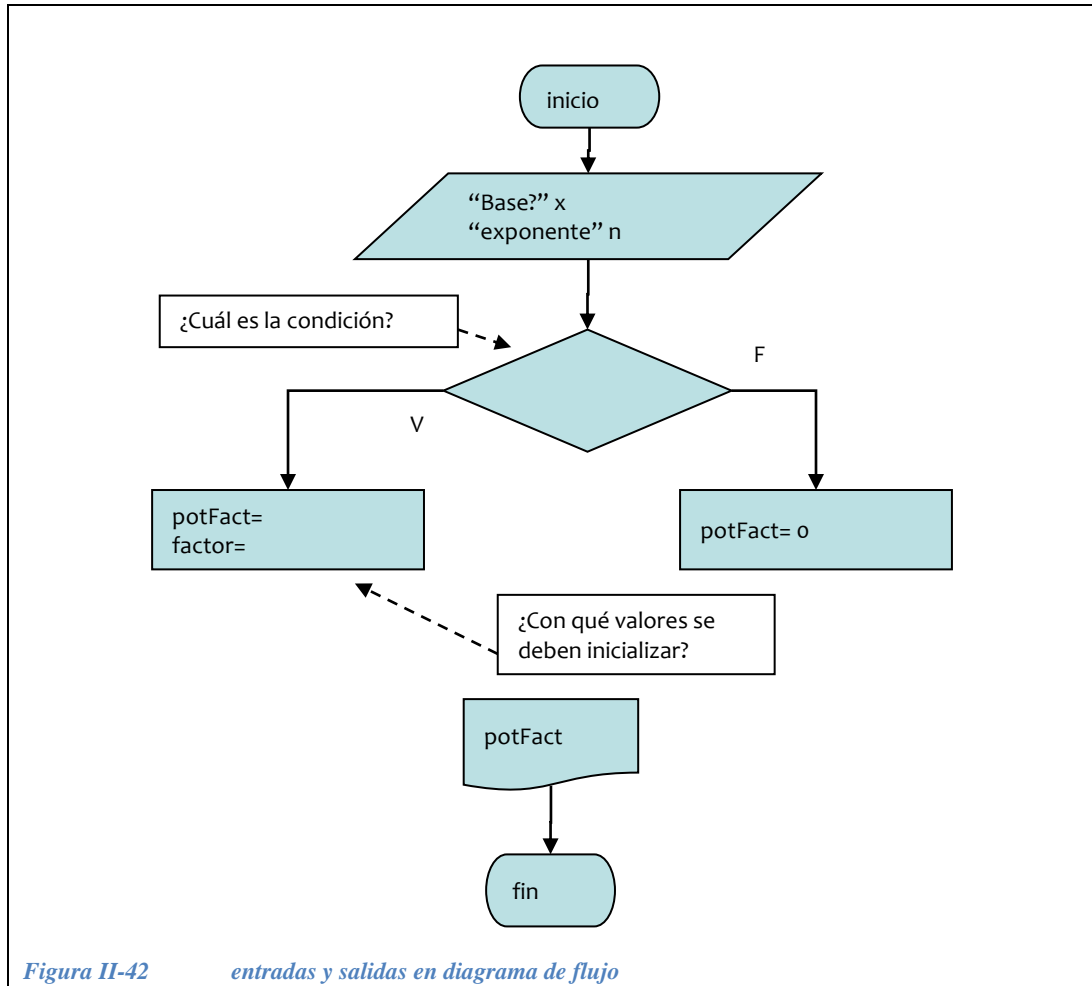 inicio
“Base?” x
“exponente” n
¿Cuál es la condición?
F
V
potFact=
factor=
potFact= 0
¿Con qué valores se
deben inicializar?
potFact
fin
Figura II-42 entradas y salidas en diagrama de flujo